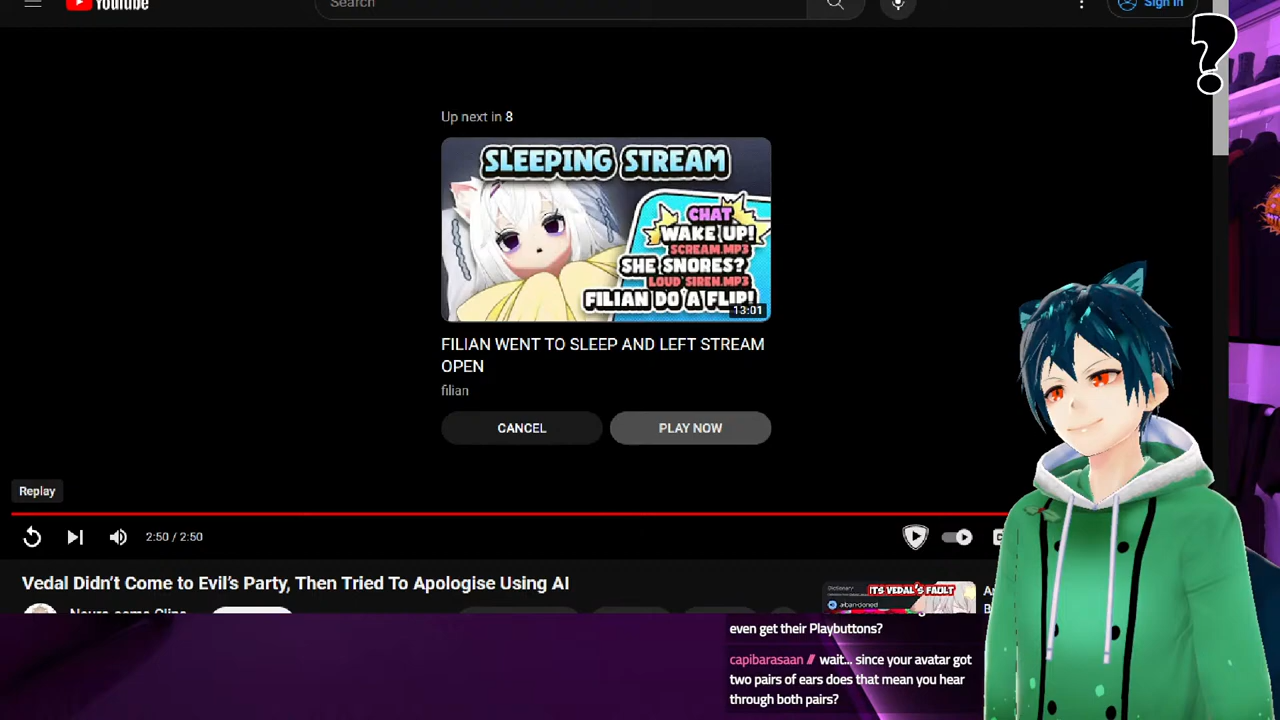 YouTube
Search
Sign in
?
Up next in 8
SLEEPING STREAM
CHAT
WAKE UP!
SCREAM.MP3
SHE SNORES?
LOUD SIREN.MP3
FILIAN DO A FLIP!
13:01
FILIAN WENT TO SLEEP AND LEFT STREAM
OPEN
filian
CANCEL
PLAY NOW
Replay
2:50 / 2:50
Vedal Didn't Come to Evil's Party, Then Tried To Apologise Using AI
Dictionary
IT'S VEDAL'S FAULT
abandoned
even get their Playbuttons?
capibarasaan // wait... since your avatar got
two pairs of ears does that mean you hear
through both pairs?